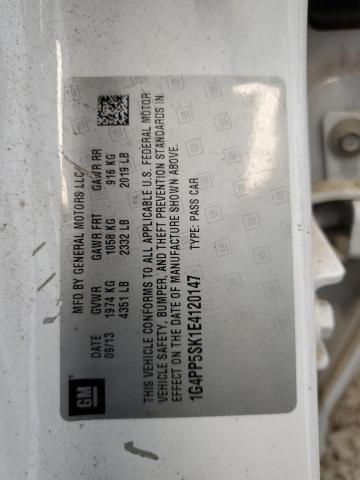 GM
MFD BY GENERAL MOTORS LLC
DATE GVWR GAWR FRT GAWR RR
09/13 1974 KG 1058 KG 916 KG
4351 LB 2332 LB 2019 LB
THIS VEHICLE CONFORMS TO ALL APPLICABLE U.S. FEDERAL MOTOR
VEHICLE SAFETY, BUMPER, AND THEFT PREVENTION STANDARDS IN
EFFECT ON THE DATE OF MANUFACTURE SHOWN ABOVE.
1G4PP5SK1E4120147 TYPE: PASS CAR